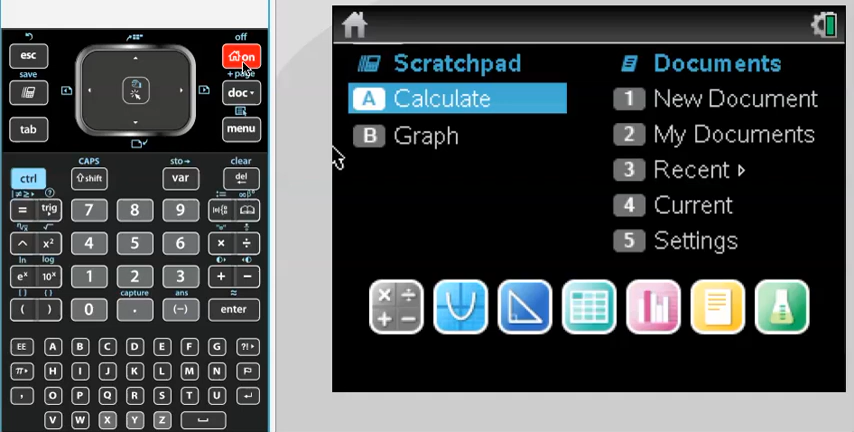 off
esc
on
save
+ page
doc
tab
menu
CAPS
sto→
clear
ctrl
shift
var
del
= trig 7 8 9
^ x² 4 5 6 × ÷
ln log
eˣ 10ˣ 1 2 3 + −
[ ] { } capture ans ≈
( ) 0 . (−) enter
EE A B C D E F G ?!▸
π▸ H I J K L M N
, O P Q R S T U
V W X Y Z
Scratchpad
A Calculate
B Graph
Documents
1 New Document
2 My Documents
3 Recent ▸
4 Current
5 Settings